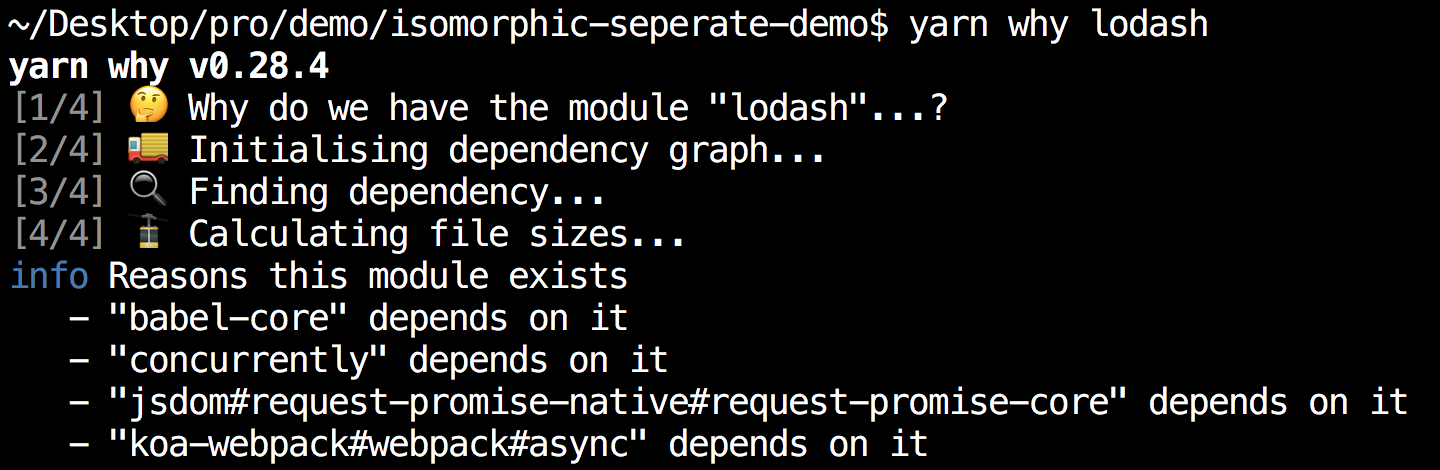 ~/Desktop/pro/demo/isomorphic-seperate-demo$ yarn why lodash
yarn why v0.28.4
[1/4] 🤔 Why do we have the module "lodash"...?
[2/4] 🚚 Initialising dependency graph...
[3/4] 🔍 Finding dependency...
[4/4] 🚡 Calculating file sizes...
info Reasons this module exists
   - "babel-core" depends on it
   - "concurrently" depends on it
   - "jsdom#request-promise-native#request-promise-core" depends on it
   - "koa-webpack#webpack#async" depends on it